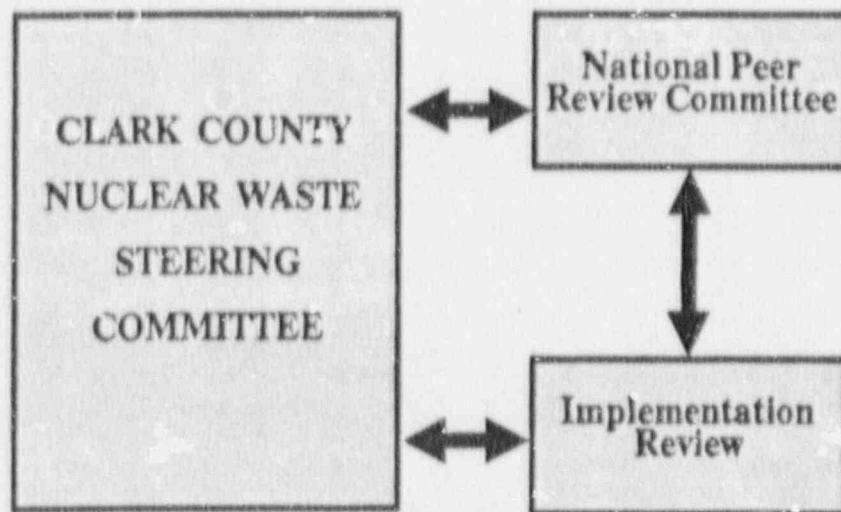 CLARK COUNTY
NUCLEAR WASTE
STEERING
COMMITTEE
National Peer
Review Committee
Implementation
Review